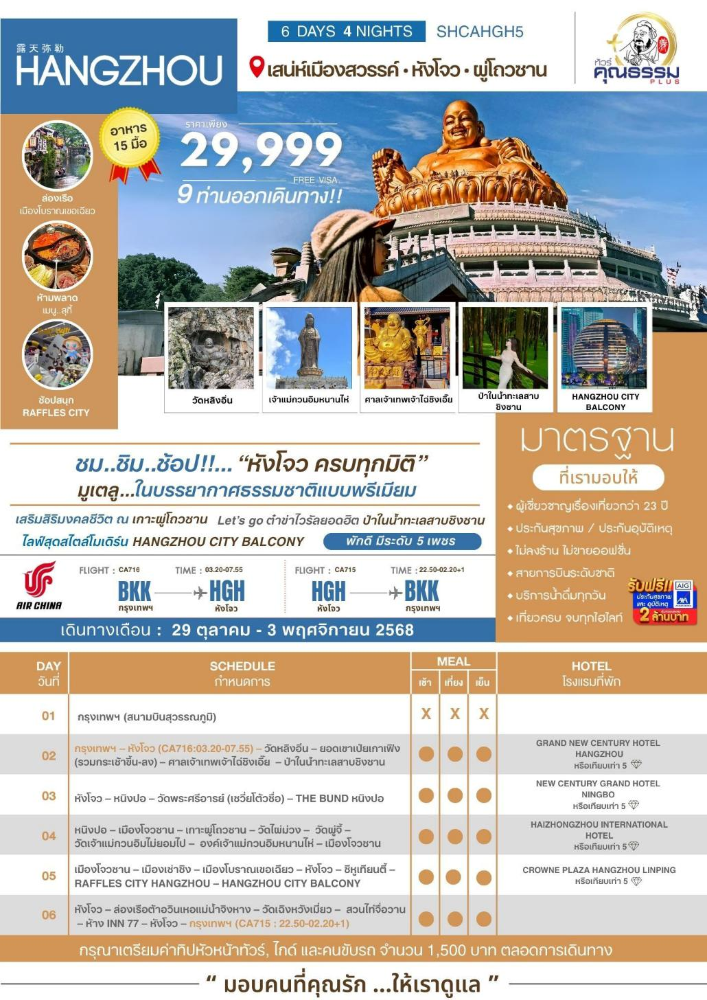 露天弥勒
HANGZHOU
6 DAYS 4 NIGHTS SHCAHGH5
เสน่ห์เมืองสวรรค์ • หังโจว • ผู่โถวซาน
ทัวร์
คุณธรรม
PLUS
อาหาร
15 มื้อ
ราคาเพียง
29,999
FREE VISA
9 ท่านออกเดินทาง!!
ล่องเรือ
เมืองโบราณเขอเฉียว
ห้ามพลาด
เมนู..สุกี้
ช้อปสนุก
RAFFLES CITY
วัดหลิงอิ่น
เจ้าแม่กวนอิมหนานไห่
ศาลเจ้าเทพเจ้าไฉ่ซิงเอี๊ย
ป่าในน้ำทะเลสาบ
ชิงซาน
HANGZHOU CITY
BALCONY
ชม..ชิม..ช้อป!!... “หังโจว ครบทุกมิติ”
มูเตลู...ในบรรยากาศธรรมชาติแบบพรีเมียม
เสริมสิริมงคลชีวิต ณ เกาะผู่โถวซาน Let's go ตำข่าไวรัลยอดฮิต ป่าในน้ำทะเลสาบชิงซาน
ไลฟ์สุดสไตล์โมเดิร์น HANGZHOU CITY BALCONY พักดี มีระดับ 5 เพชร
มาตรฐาน
ที่เรามอบให้
◆ ผู้เชี่ยวชาญเรื่องเที่ยวกว่า 23 ปี
◆ ประกันสุขภาพ / ประกันอุบัติเหตุ
◆ ไม่ลงร้าน ไม่ขายออฟชั่น
◆ สายการบินระดับชาติ
◆ บริการน้ำดื่มทุกวัน
◆ เที่ยวครบ จบทุกไฮไลท์
รับฟรี!! AIG
ประกันสุขภาพ
และ อุบัติเหตุ
AXA
2 ล้านบาท
AIR CHINA
FLIGHT : CA716 TIME : 03.20-07.55
BKK HGH
กรุงเทพฯ หังโจว
FLIGHT : CA715 TIME : 22.50-02.20+1
HGH BKK
หังโจว กรุงเทพฯ
เดินทางเดือน : 29 ตุลาคม - 3 พฤศจิกายน 2568
DAY SCHEDULE MEAL HOTEL
วันที่ กำหนดการ เช้า เที่ยง เย็น โรงแรมที่พัก
01 กรุงเทพฯ (สนามบินสุวรรณภูมิ) X X X
02 กรุงเทพฯ – หังโจว (CA716:03.20-07.55) – วัดหลิงอิ่น – ยอดเขาเป่ยเกาเฟิง
(รวมกระเช้าขึ้น-ลง) – ศาลเจ้าเทพเจ้าไฉ่ซิงเอี๊ย – ป่าในน้ำทะเลสาบชิงซาน
GRAND NEW CENTURY HOTEL
HANGZHOU
หรือเทียบเท่า 5
03 หังโจว – หนิงปอ – วัดพระศรีอารย์ (เซวี่ยโต้วซื่อ) – THE BUND หนิงปอ
NEW CENTURY GRAND HOTEL
NINGBO
หรือเทียบเท่า 5
04 หนิงปอ – เมืองโจวซาน – เกาะผู่โถวซาน – วัดไผ่ม่วง – วัดผู่จี้ –
วัดเจ้าแม่กวนอิมไม่ยอมไป – องค์เจ้าแม่กวนอิมหนานไห่ – เมืองโจวซาน
HAIZHONGZHOU INTERNATIONAL
HOTEL
หรือเทียบเท่า 5
05 เมืองโจวซาน – เมืองเซ่าชิง – เมืองโบราณเขอเฉียว – หังโจว – ซีหูเทียนตี้ –
RAFFLES CITY HANGZHOU – HANGZHOU CITY BALCONY
CROWNE PLAZA HANGZHOU LINPING
หรือเทียบเท่า 5
06 หังโจว – ล่องเรือต้าอวินเหอแม่น้ำจิงหาง – วัดเฉิงหวังเมี่ยว – สวนไท่จื่อวาน
– ห้าง INN 77 – หังโจว – กรุงเทพฯ (CA715 : 22.50-02.20+1)
กรุณาเตรียมค่าทิปหัวหน้าทัวร์, ไกด์ และคนขับรถ จำนวน 1,500 บาท ตลอดการเดินทาง
“ มอบคนที่คุณรัก ...ให้เราดูแล ”